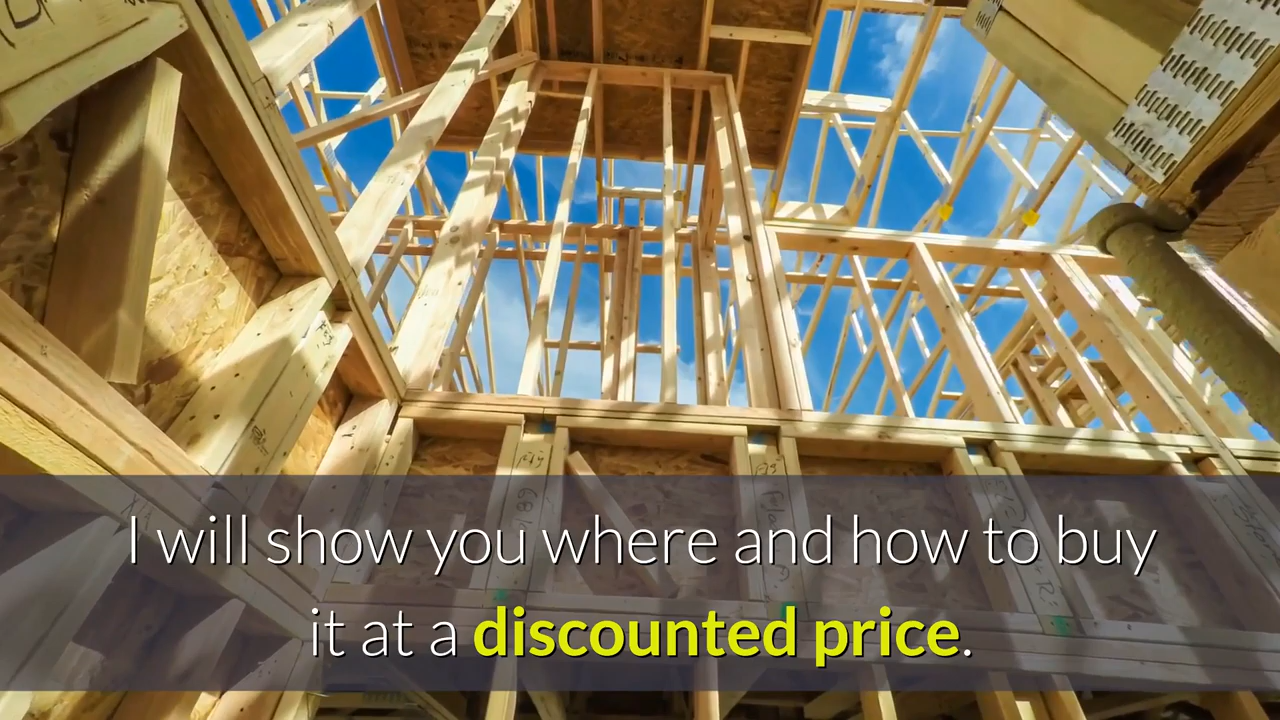 I will show you where and how to buy
it at a discounted price.